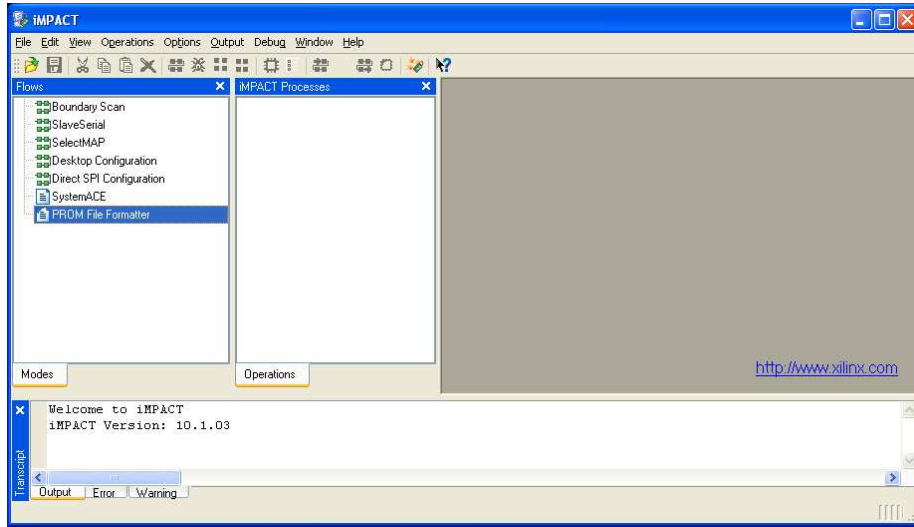 iMPACT
File Edit View Operations Options Output Debug Window Help
Flows
iMPACT Processes
Boundary Scan
SlaveSerial
SelectMAP
Desktop Configuration
Direct SPI Configuration
SystemACE
PROM File Formatter
Modes
Operations
http://www.xilinx.com
Welcome to iMPACT
iMPACT Version: 10.1.03
Transcript
Output Error Warning